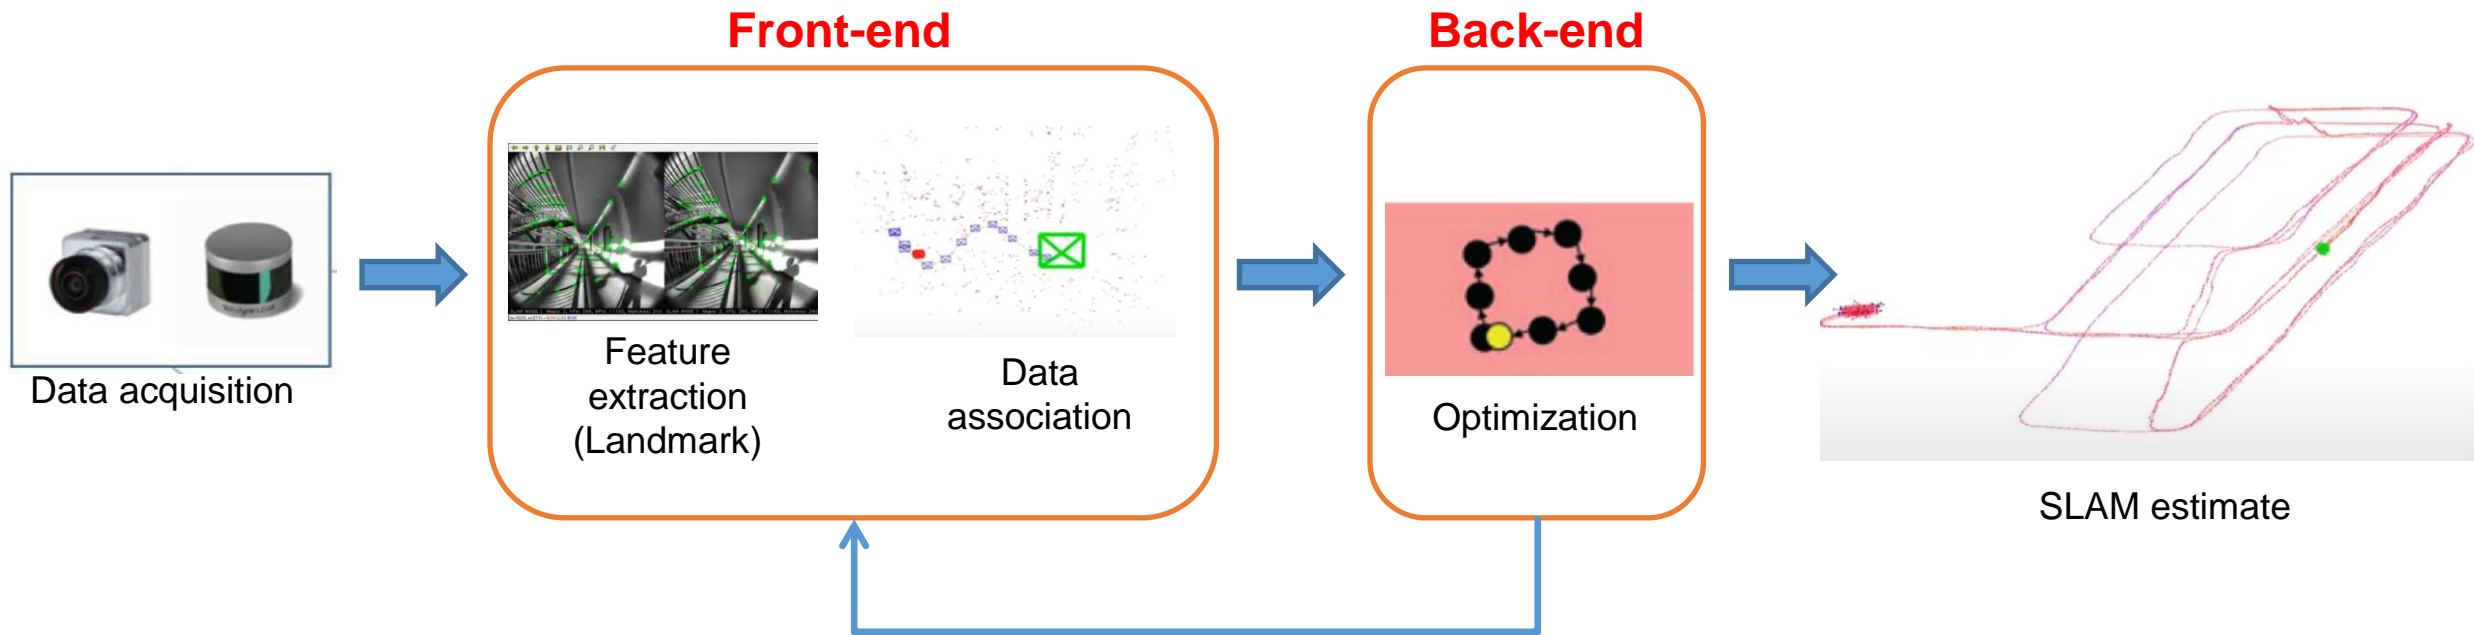 Front-end
Back-end
Data acquisition
Feature
extraction
(Landmark)
Data
association
Optimization
SLAM estimate